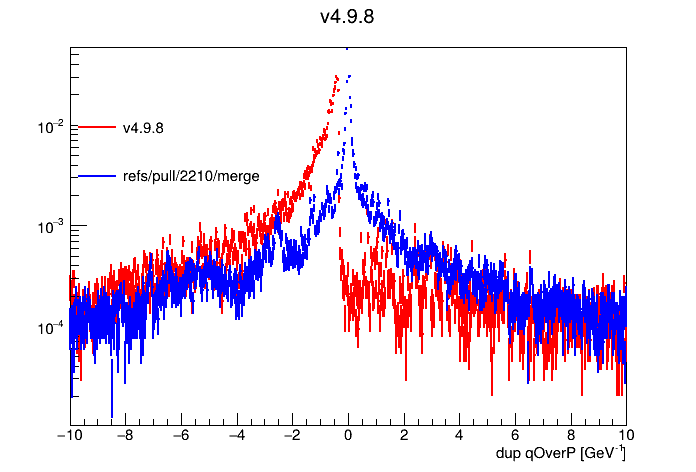 v4.9.8
10⁻²
v4.9.8
refs/pull/2210/merge
10⁻³
10⁻⁴
−10 −8 −6 −4 −2 0 2 4 6 8 10
dup qOverP [GeV⁻¹]